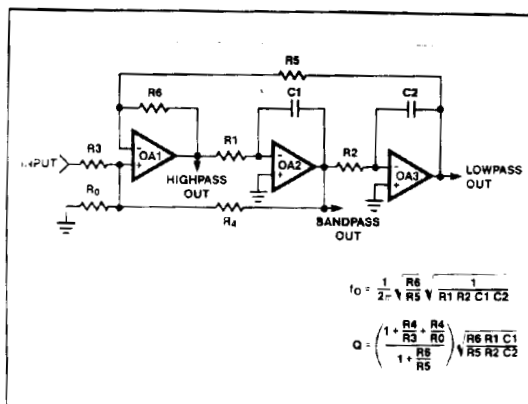 R5
R6
C1
C2
R3
OA1
R1
OA2
R2
OA3
INPUT
HIGHPASS
OUT
LOWPASS
OUT
R0
R4
BANDPASS
OUT
fO = 1/2π √(R6/R5) √(1/(R1 R2 C1 C2))
Q = ((1 + R4/R3 + R4/R0)/(1 + R6/R5)) √(R6 R1 C1/(R5 R2 C2))